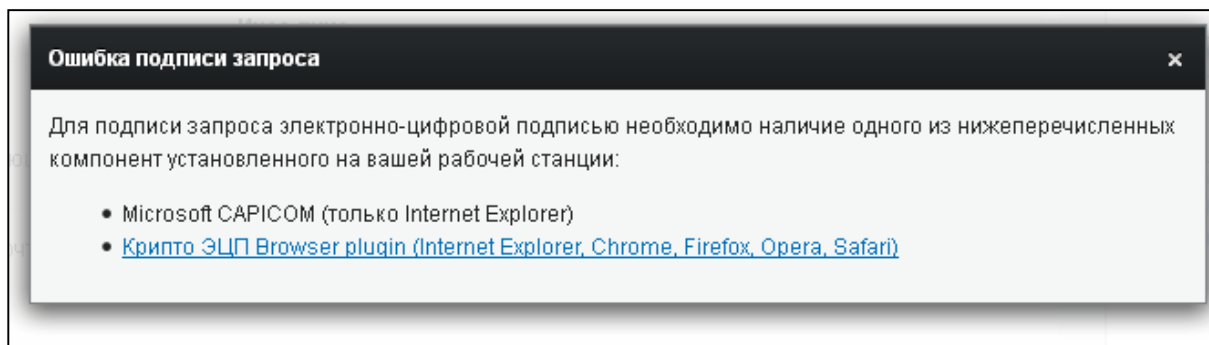 Ошибка подписи запроса ×
Для подписи запроса электронно-цифровой подписью необходимо наличие одного из нижеперечисленных
компонент установленного на вашей рабочей станции:
• Microsoft CAPICOM (только Internet Explorer)
• Крипто ЭЦП Browser plugin (Internet Explorer, Chrome, Firefox, Opera, Safari)